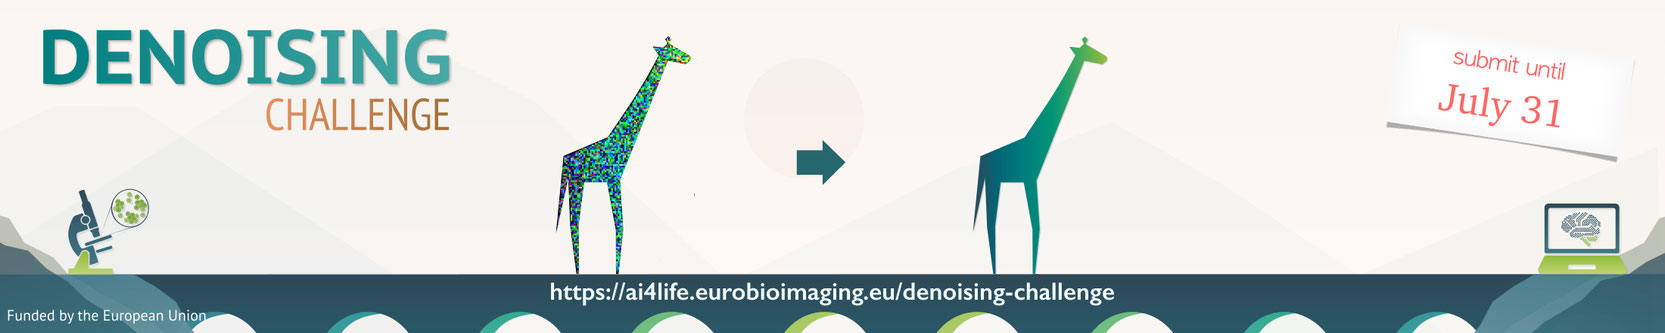 DENOISING
CHALLENGE
submit until
July 31
https://ai4life.eurobioimaging.eu/denoising-challenge
Funded by the European Union